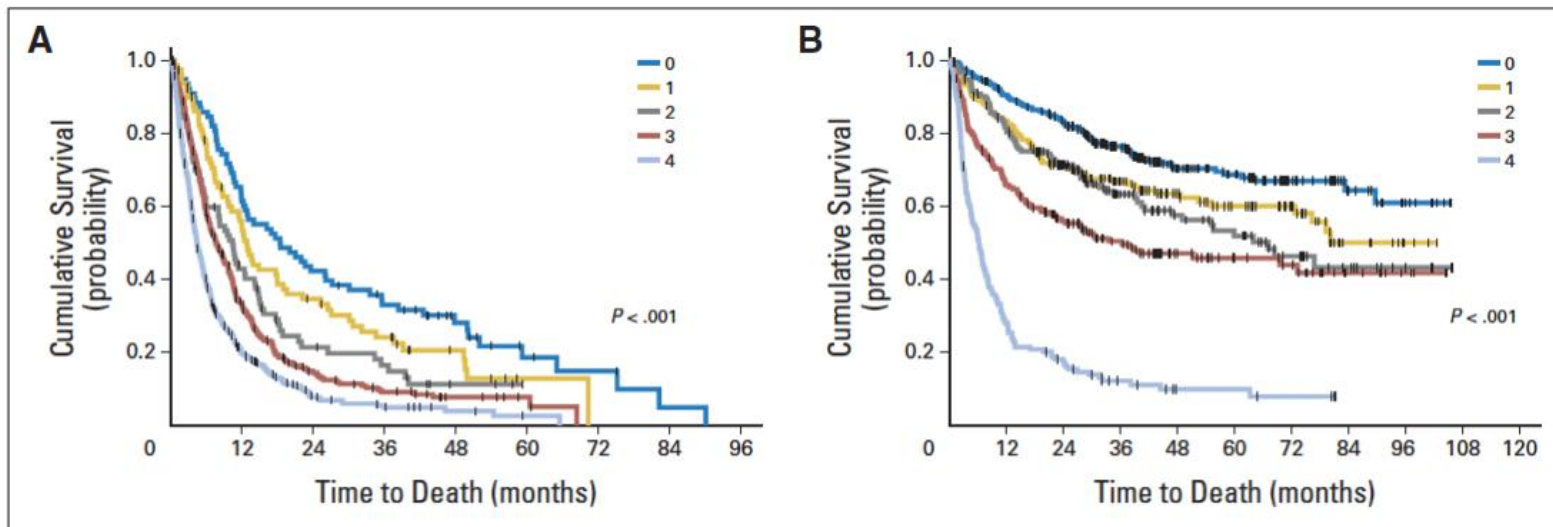 A
1.0
0.8
0.6
0.4
0.2
0
Cumulative Survival
(probability)
0
1
2
3
4
P < .001
12 24 36 48 60 72 84 96
Time to Death (months)
B
1.0
0.8
0.6
0.4
0.2
0
Cumulative Survival
(probability)
0
1
2
3
4
P < .001
12 24 36 48 60 72 84 96 108 120
Time to Death (months)